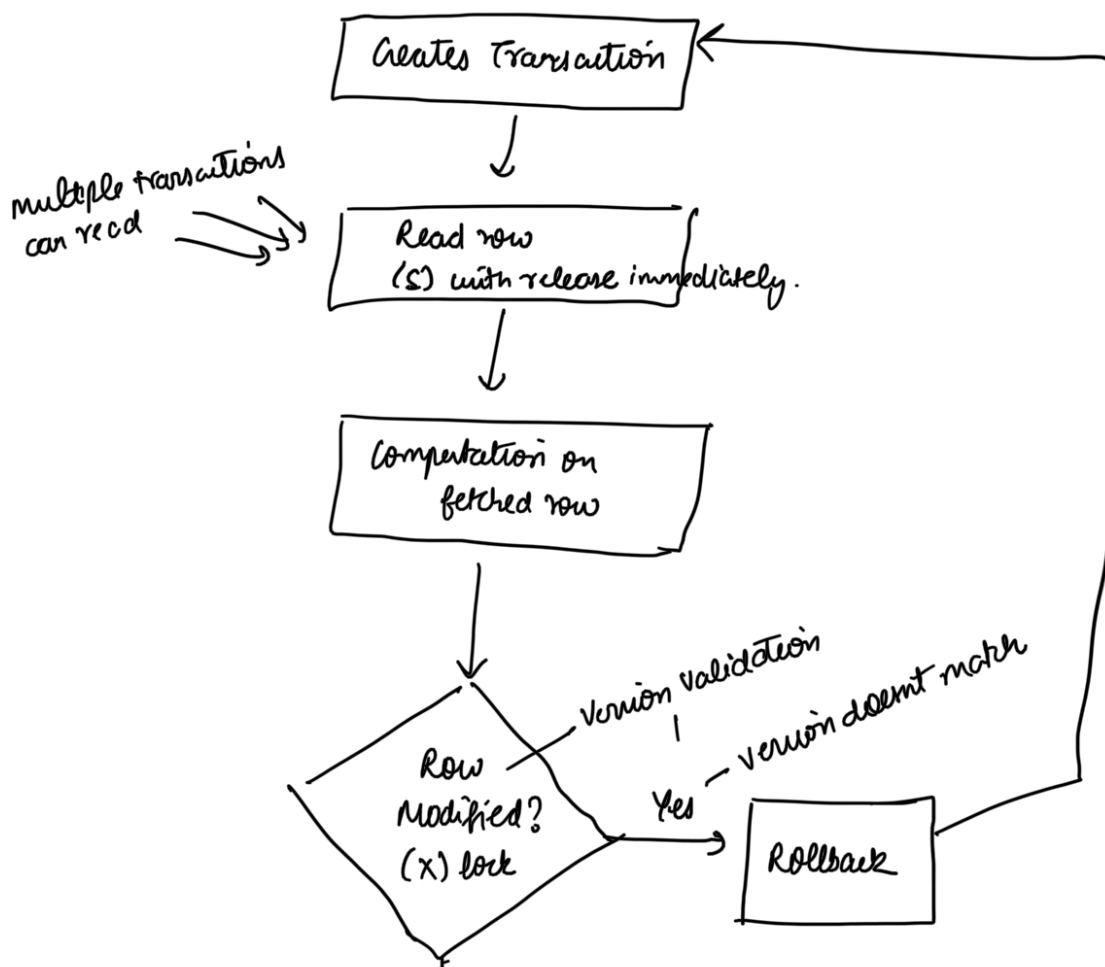 Creates Transaction
multiple transactions
can read
Read row
(S) with release immediately.
Computation on
fetched row
Version validation
version doesnt match
Row
Modified?
(X) lock
Yes
Rollback